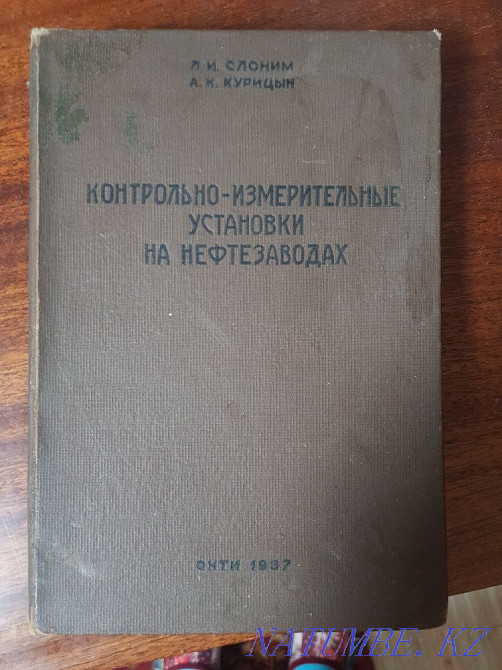 Л. И. СЛОНИМ
А. И. КУРИЦЫН
КОНТРОЛЬНО-ИЗМЕРИТЕЛЬНЫЕ
УСТАНОВКИ
НА НЕФТЕЗАВОДАХ
ОНТИ 1937
NATUMBE.KZ